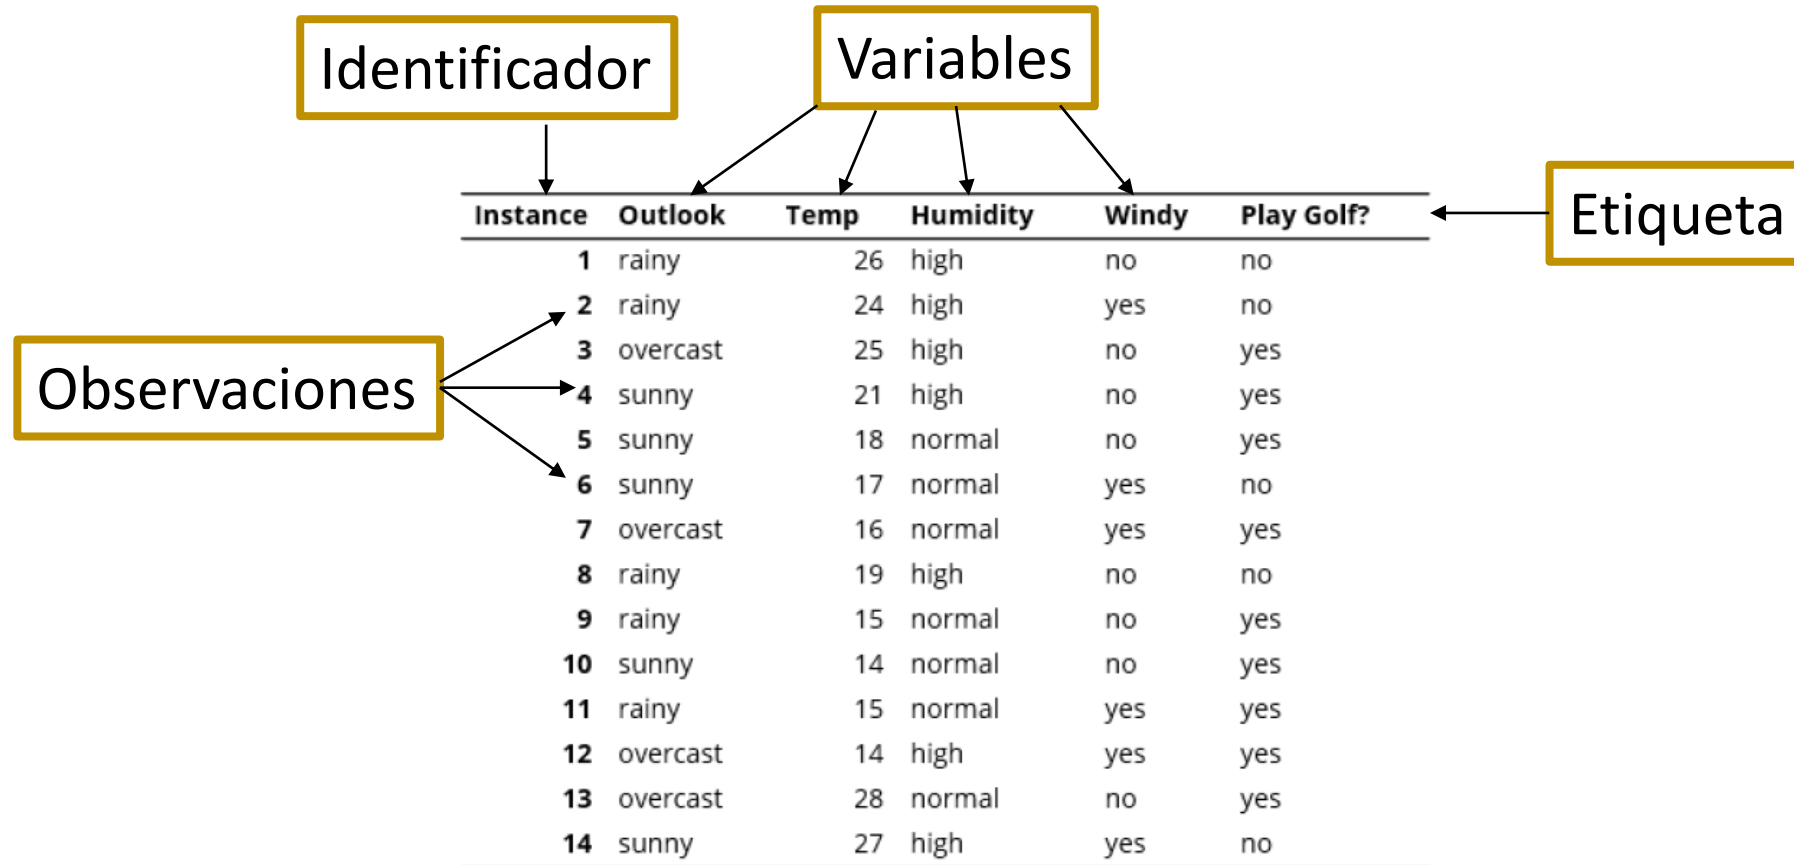 Identificador
Variables
Etiqueta
Observaciones
Instance Outlook Temp Humidity Windy Play Golf?
1 rainy 26 high no no
2 rainy 24 high yes no
3 overcast 25 high no yes
4 sunny 21 high no yes
5 sunny 18 normal no yes
6 sunny 17 normal yes no
7 overcast 16 normal yes yes
8 rainy 19 high no no
9 rainy 15 normal no yes
10 sunny 14 normal no yes
11 rainy 15 normal yes yes
12 overcast 14 high yes yes
13 overcast 28 normal no yes
14 sunny 27 high yes no